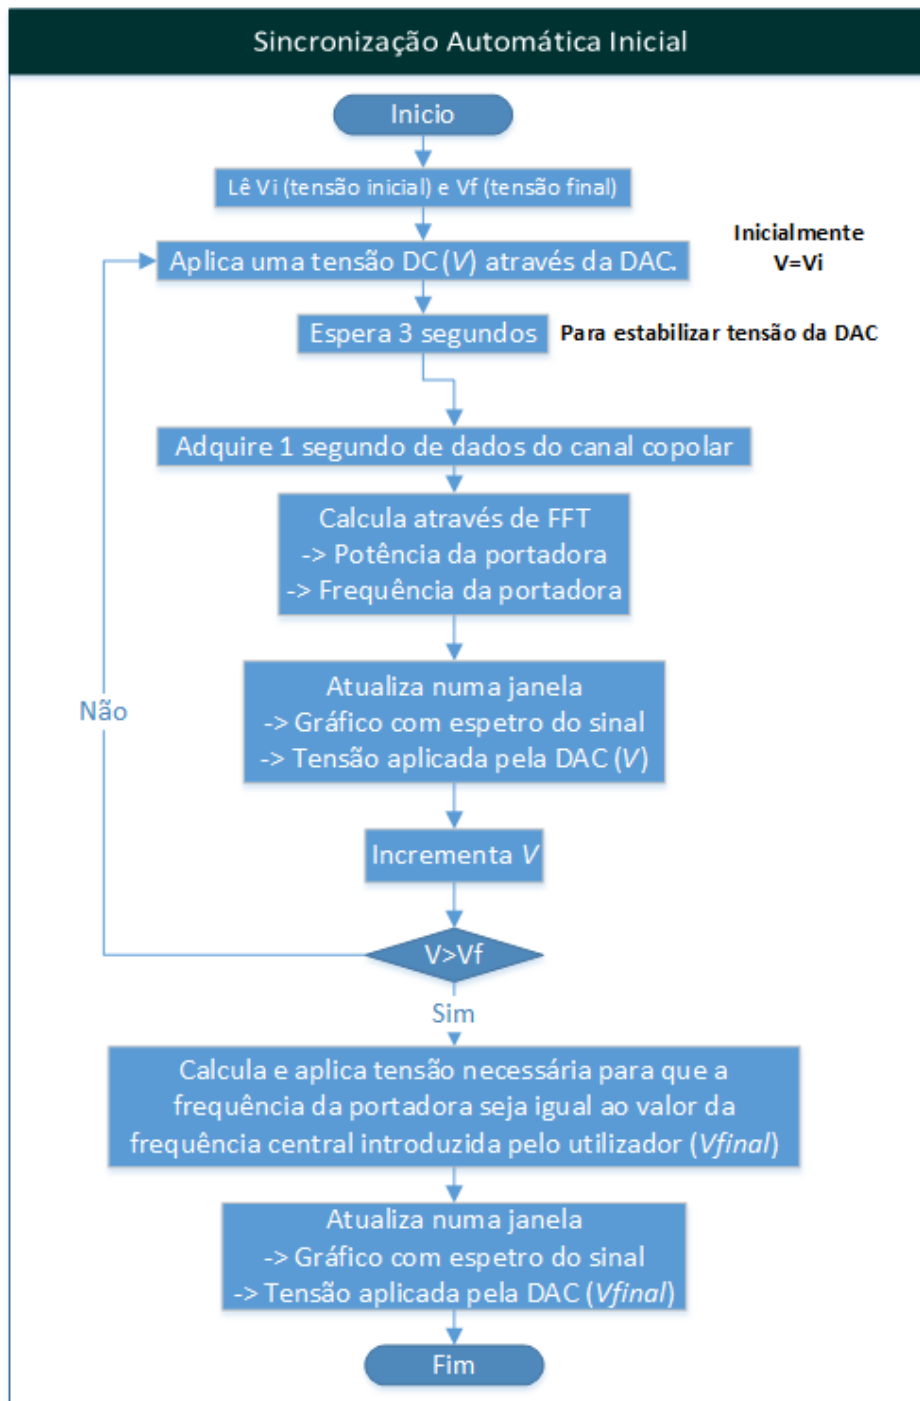 Sincronização Automática Inicial
Inicio
Lê Vi (tensão inicial) e Vf (tensão final)
Aplica uma tensão DC (V) através da DAC.
Inicialmente
V=Vi
Espera 3 segundos
Para estabilizar tensão da DAC
Adquire 1 segundo de dados do canal copolar
Calcula através de FFT
-> Potência da portadora
-> Frequência da portadora
Atualiza numa janela
-> Gráfico com espetro do sinal
-> Tensão aplicada pela DAC (V)
Não
Incrementa V
V>Vf
Sim
Calcula e aplica tensão necessária para que a
frequência da portadora seja igual ao valor da
frequência central introduzida pelo utilizador (Vfinal)
Atualiza numa janela
-> Gráfico com espetro do sinal
-> Tensão aplicada pela DAC (Vfinal)
Fim